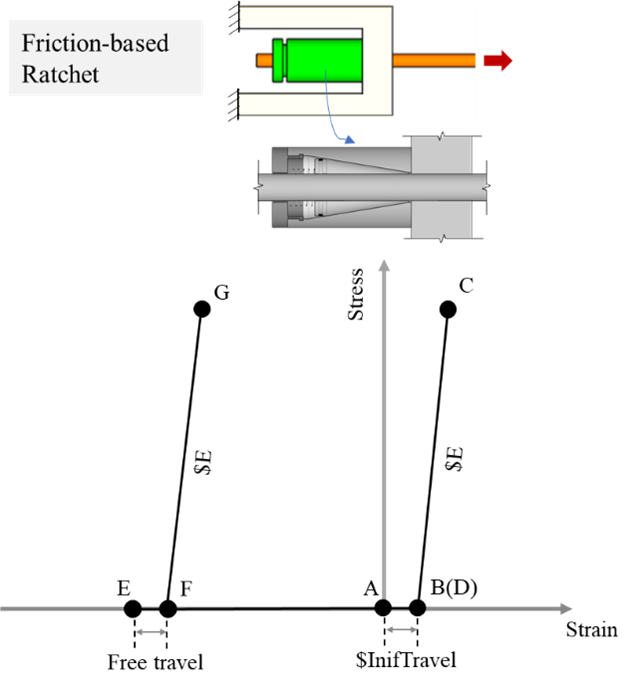 Friction-based
Ratchet
Stress
G
C
$E
$E
E
F
A
B(D)
Strain
Free travel
$InifTravel